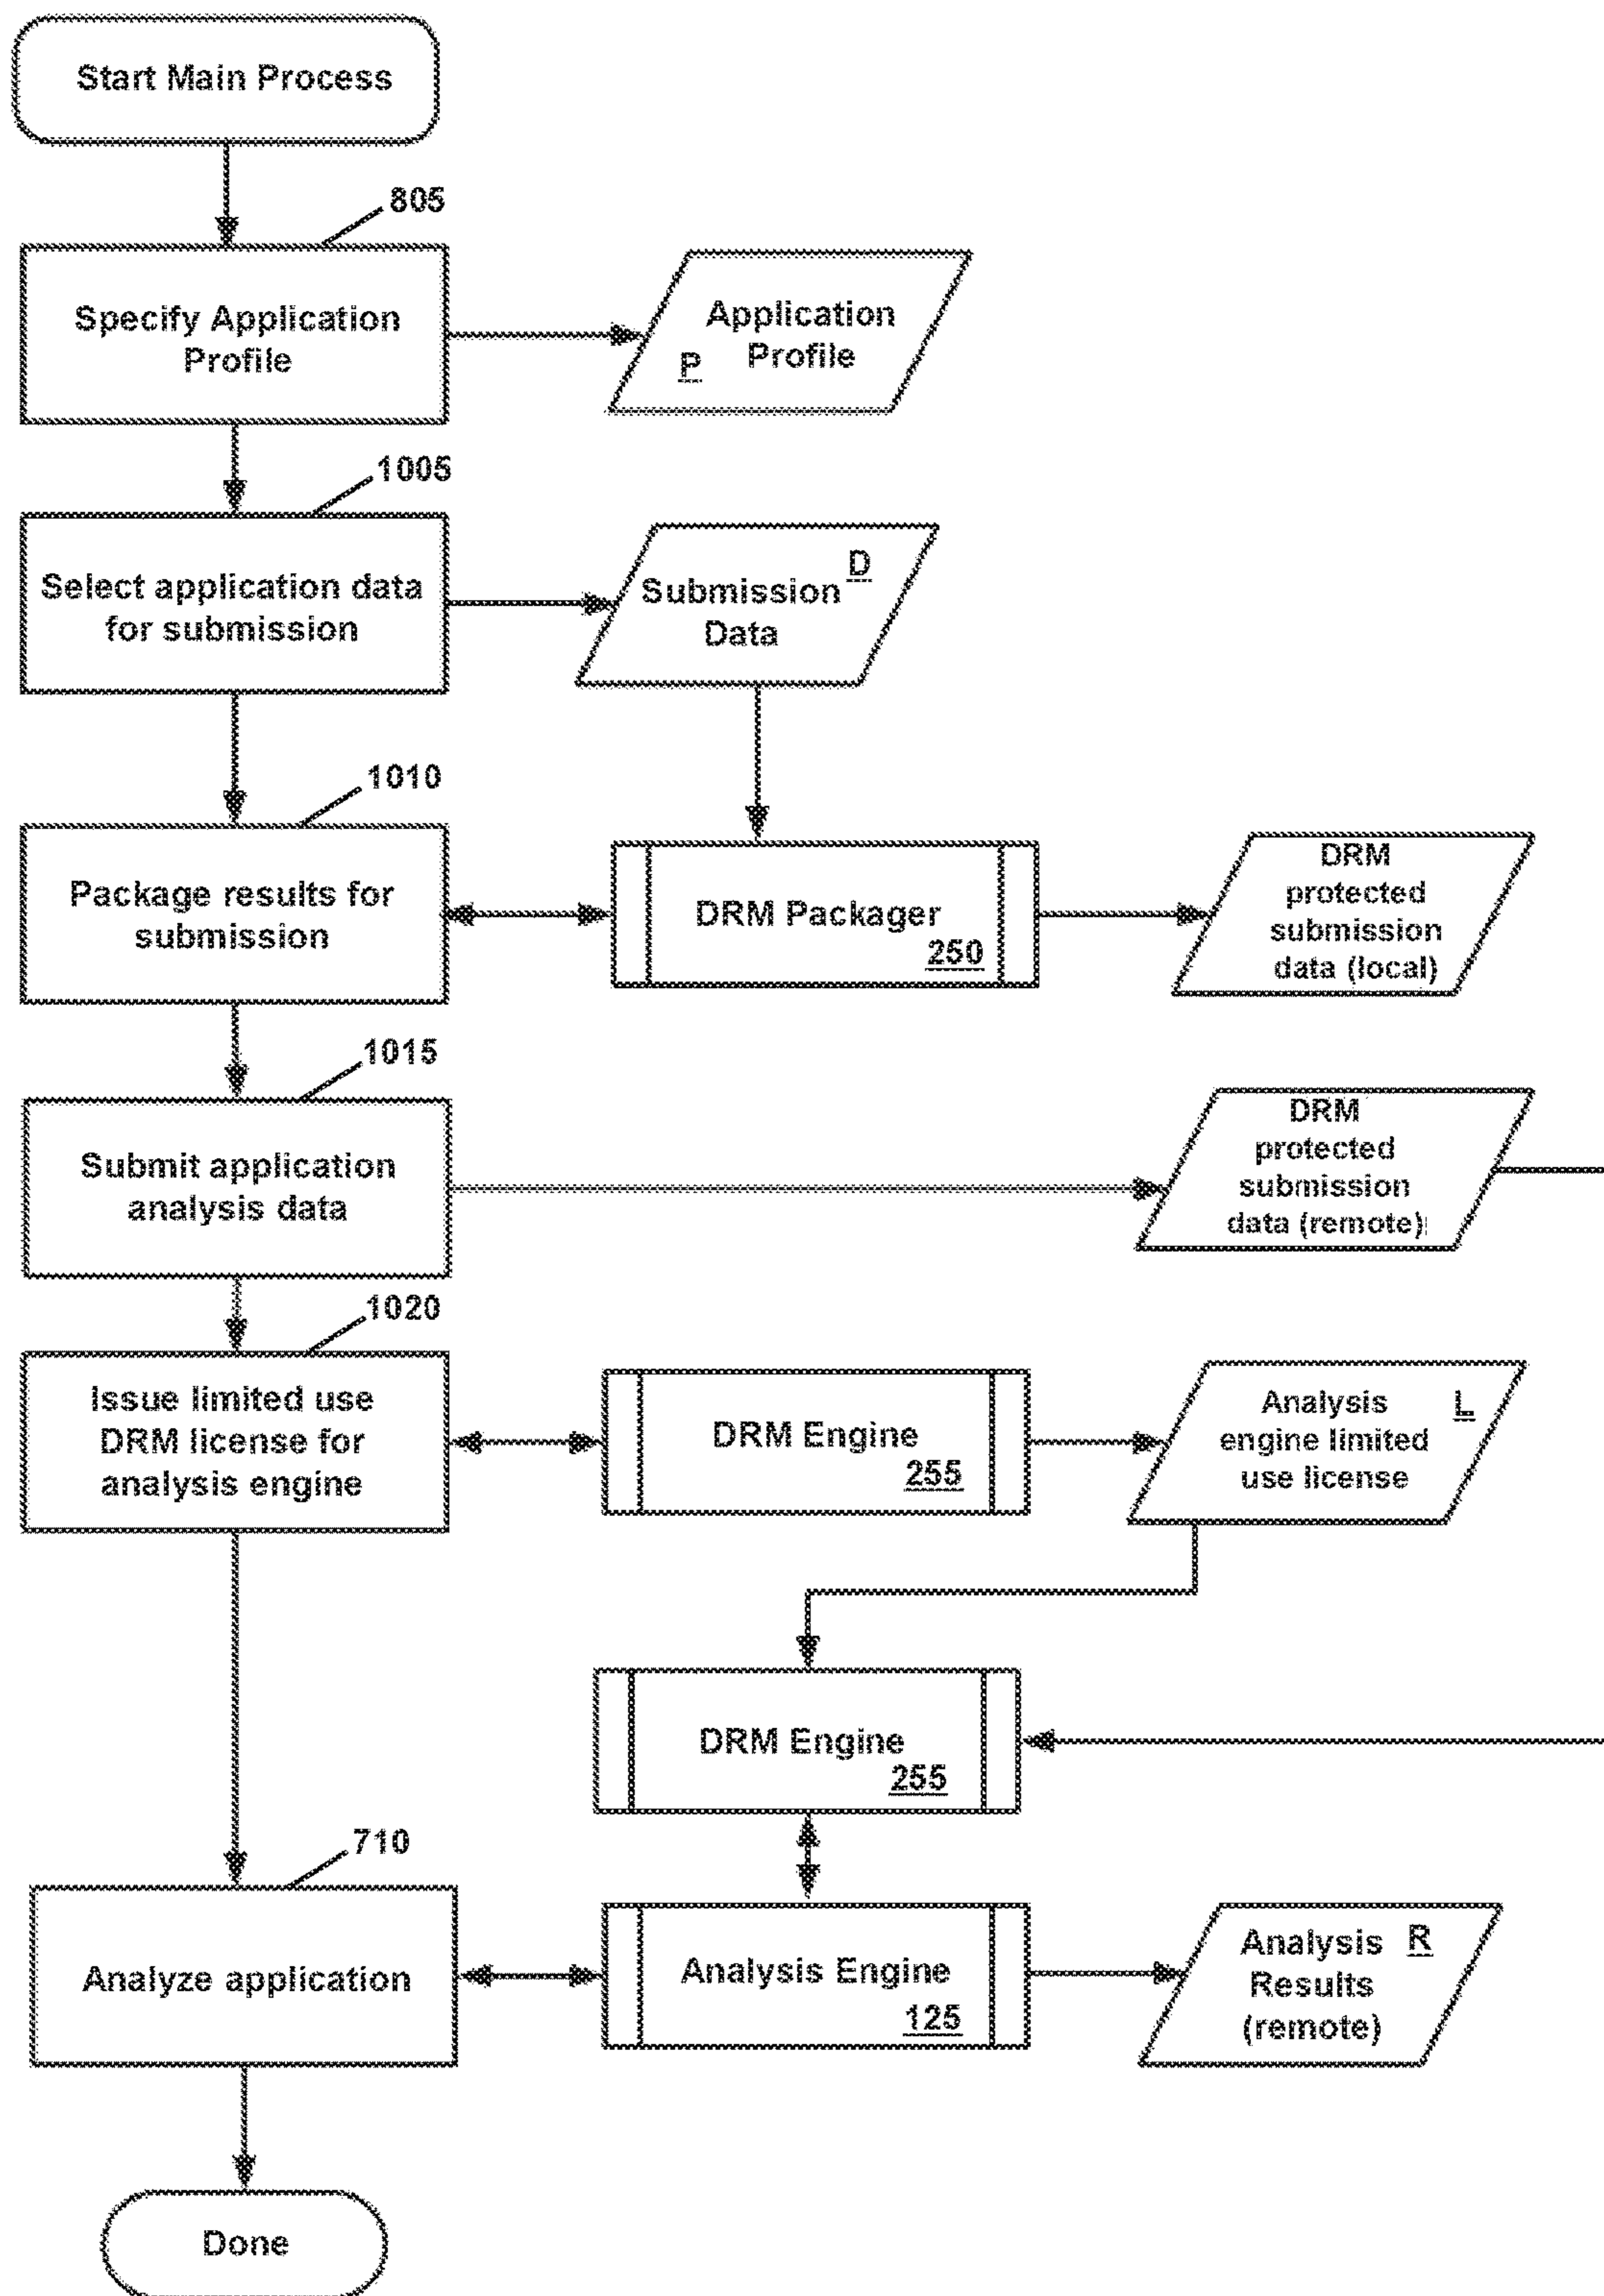 Start Main Process
805
Specify Application
Profile
Application
Profile
P
1005
Select application data
for submission
D
Submission
Data
1010
Package results for
submission
DRM Packager
250
DRM
protected
submission
data (local)
1015
Submit application
analysis data
DRM
protected
submission
data (remote)
1020
Issue limited use
DRM license for
analysis engine
DRM Engine
255
Analysis L
engine limited
use license
DRM Engine
255
710
Analyze application
Analysis Engine
125
Analysis R
Results
(remote)
Done